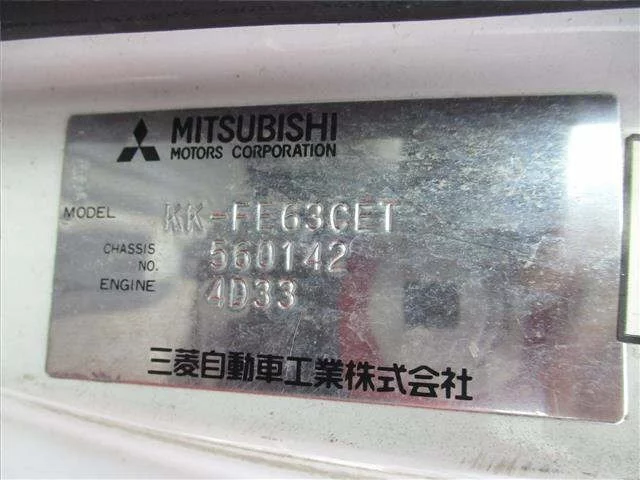 MITSUBISHI
MOTORS CORPORATION
MODEL KK-FE63CET
CHASSIS NO. 560142
ENGINE 4D33
三菱自動車工業株式会社